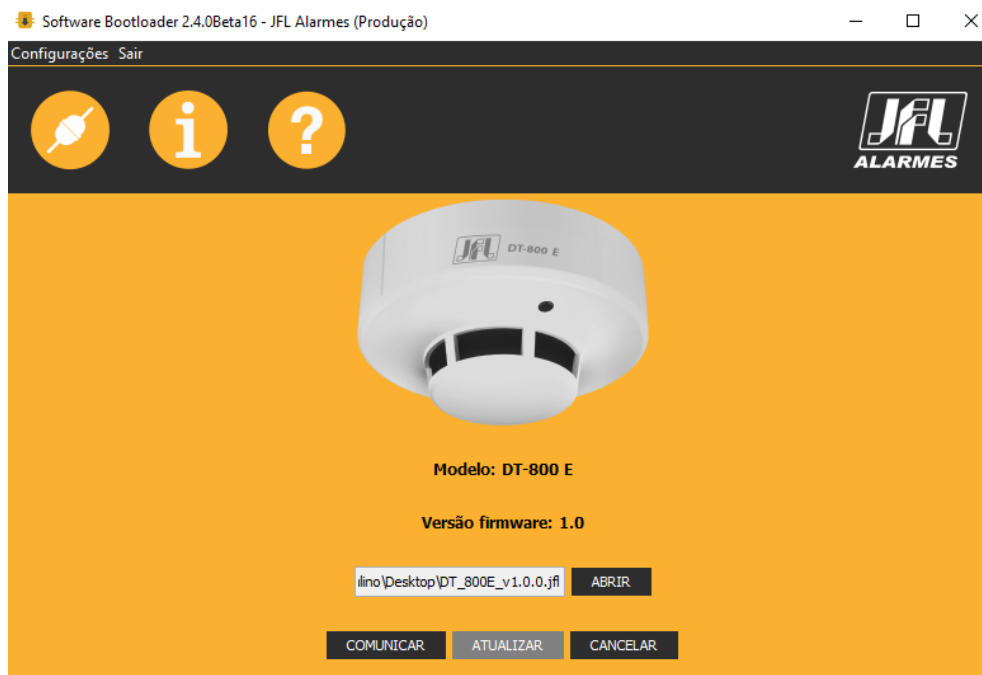 Software Bootloader 2.4.0Beta16 - JFL Alarmes (Produção)
Configurações Sair
JFL
ALARMES
JFL DT-800 E
Modelo: DT-800 E
Versão firmware: 1.0
ilino\Desktop\DT_800E_v1.0.0.jfl ABRIR
COMUNICAR ATUALIZAR CANCELAR